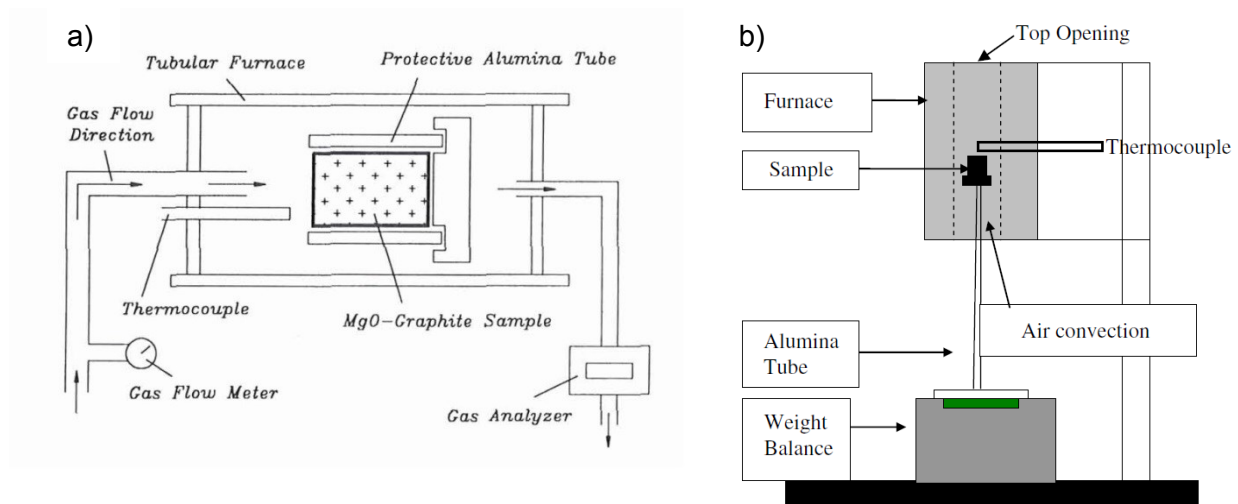 a)
Tubular Furnace
Protective Alumina Tube
Gas Flow
Direction
Thermocouple
MgO-Graphite Sample
Gas Flow Meter
Gas Analyzer
b)
Top Opening
Furnace
Thermocouple
Sample
Air convection
Alumina
Tube
Weight
Balance